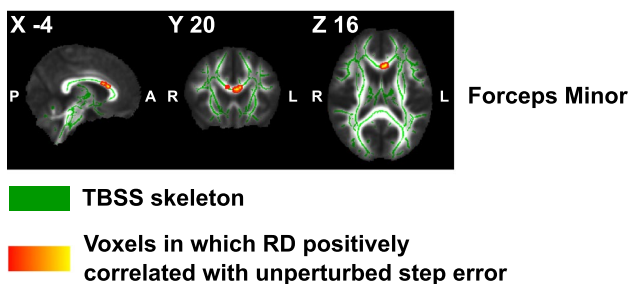 X -4 Y 20 Z 16
P A R L R L
Forceps Minor
TBSS skeleton
Voxels in which RD positively
correlated with unperturbed step error